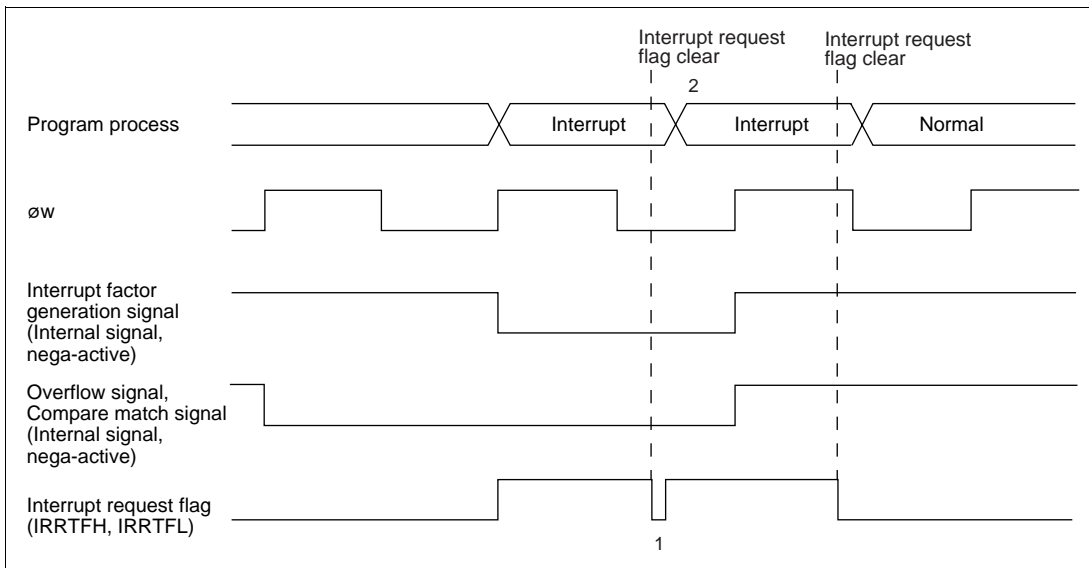 Interrupt request
flag clear
Interrupt request
flag clear
2
Program process
Interrupt
Interrupt
Normal
øw
Interrupt factor
generation signal
(Internal signal,
nega-active)
Overflow signal,
Compare match signal
(Internal signal,
nega-active)
Interrupt request flag
(IRRTFH, IRRTFL)
1